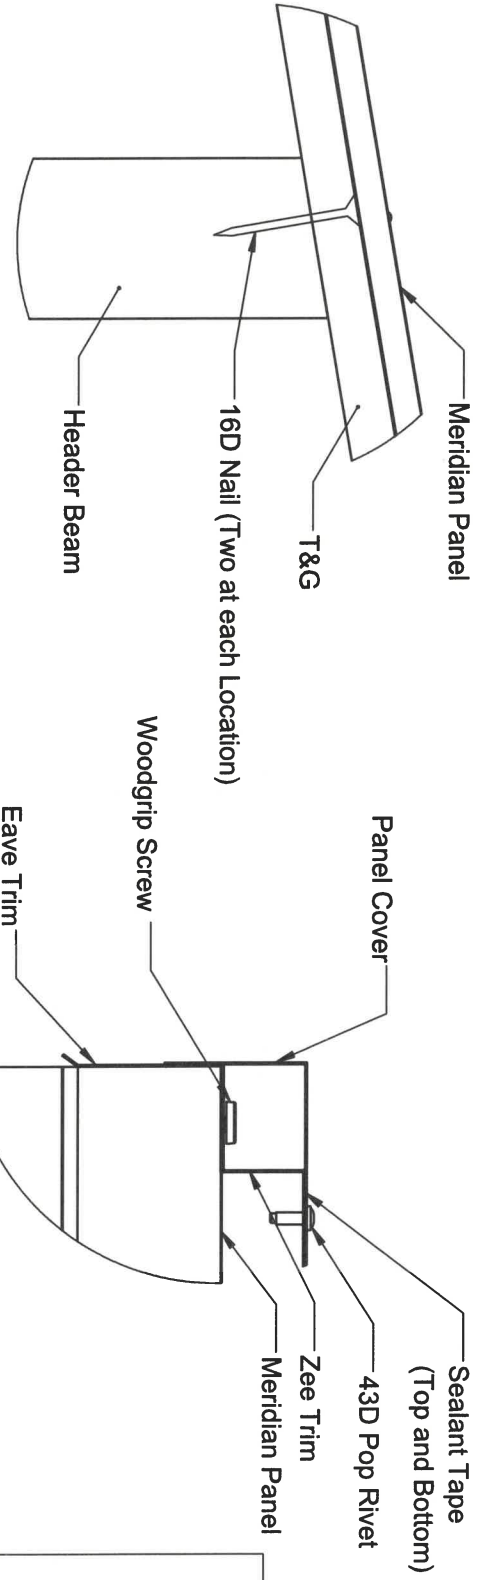 Meridian Panel
T&G
16D Nail (Two at each Location)
Header Beam
Sealant Tape
(Top and Bottom)
43D Pop Rivet
Zee Trim
Meridian Panel
Panel Cover
Woodgrip Screw
Eave Trim